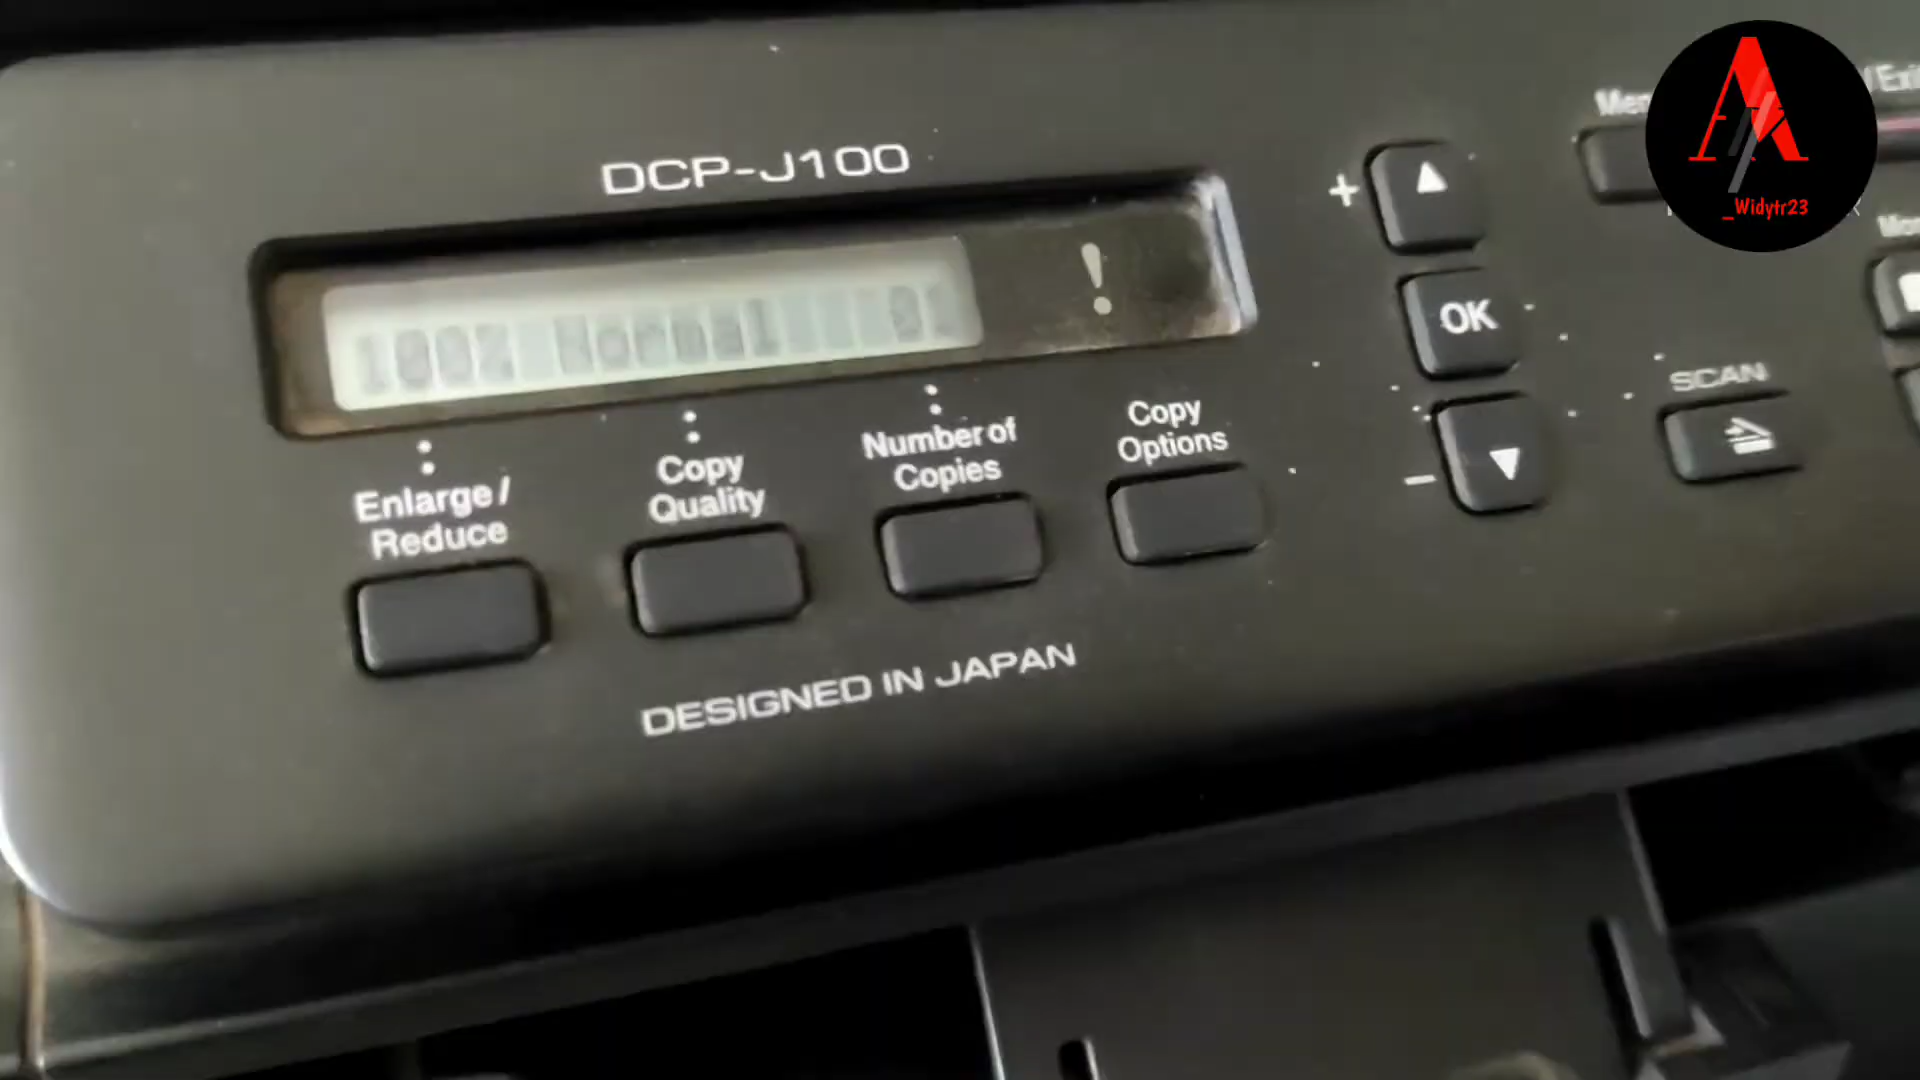 DCP-J100
100% Normal 01
+
OK
-
SCAN
Enlarge/
Reduce
Copy
Quality
Number of
Copies
Copy
Options
DESIGNED IN JAPAN
_Widytr23